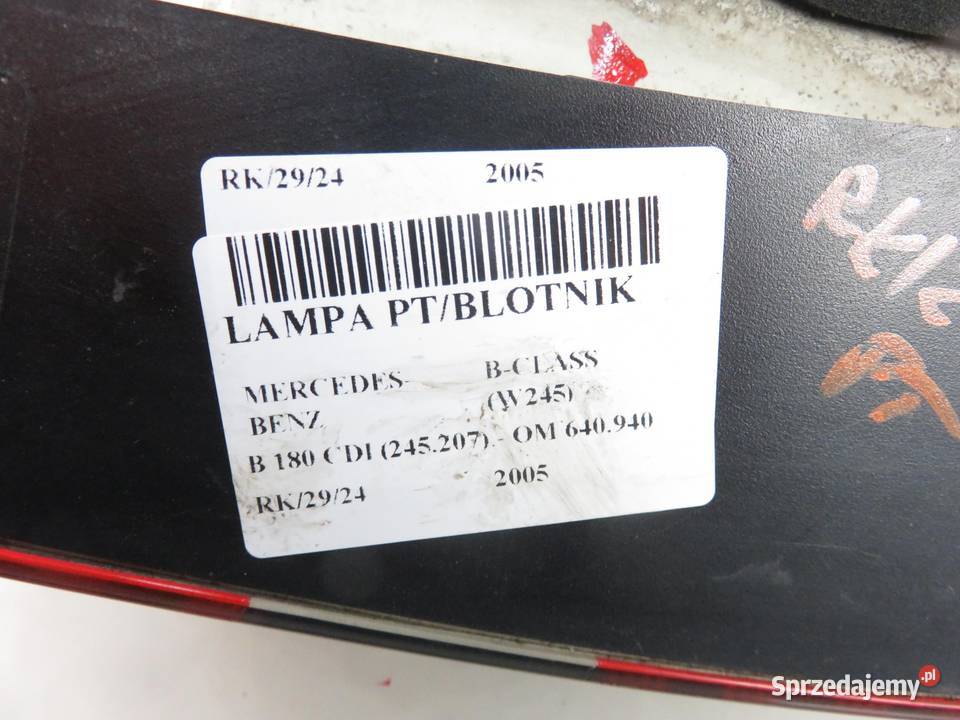 RK/29/24 2005
LAMPA PT/BLOTNIK
MERCEDES-BENZ B-CLASS (W245)
B 180 CDI (245.207) - OM 640.940
RK/29/24 2005
PT
Sprzedajemy.pl